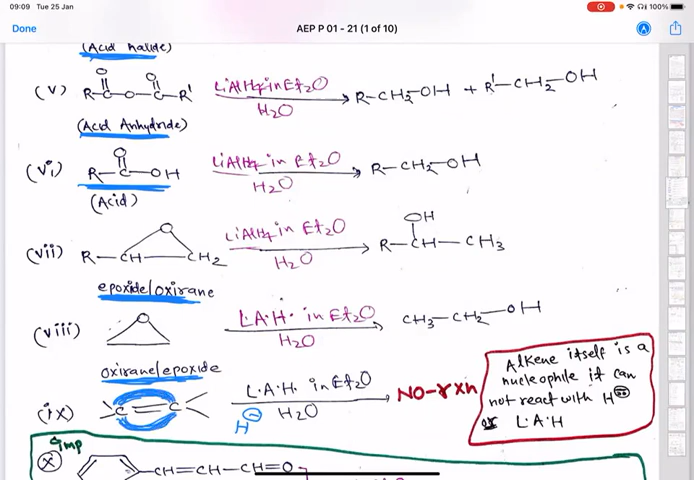 09:09 Tue 25 Jan
100%
Done
AEP P 01 - 21 (1 of 10)
(Acid halide)
(v) R-C(=O)-O-C(=O)-R' LiAlH4 in Et2O / H2O → R-CH2-OH + R'-CH2-OH
(Acid Anhydride)
(vi) R-C(=O)-OH LiAlH4 in Et2O / H2O → R-CH2-OH
(Acid)
(vii) R-CH-CH2 O LiAlH4 in Et2O / H2O → R-CH(OH)-CH3
epoxide/oxirane
(viii) O L.A.H. in Et2O / H2O → CH3-CH2-OH
oxirane/epoxide
(ix) C=C L.A.H. in Et2O / H2O → NO-rxn
H⊖
Alkene itself is a
nucleophile it can
not react with H⊖
or L.A.H
Imp
(x) -CH=CH-CH=O